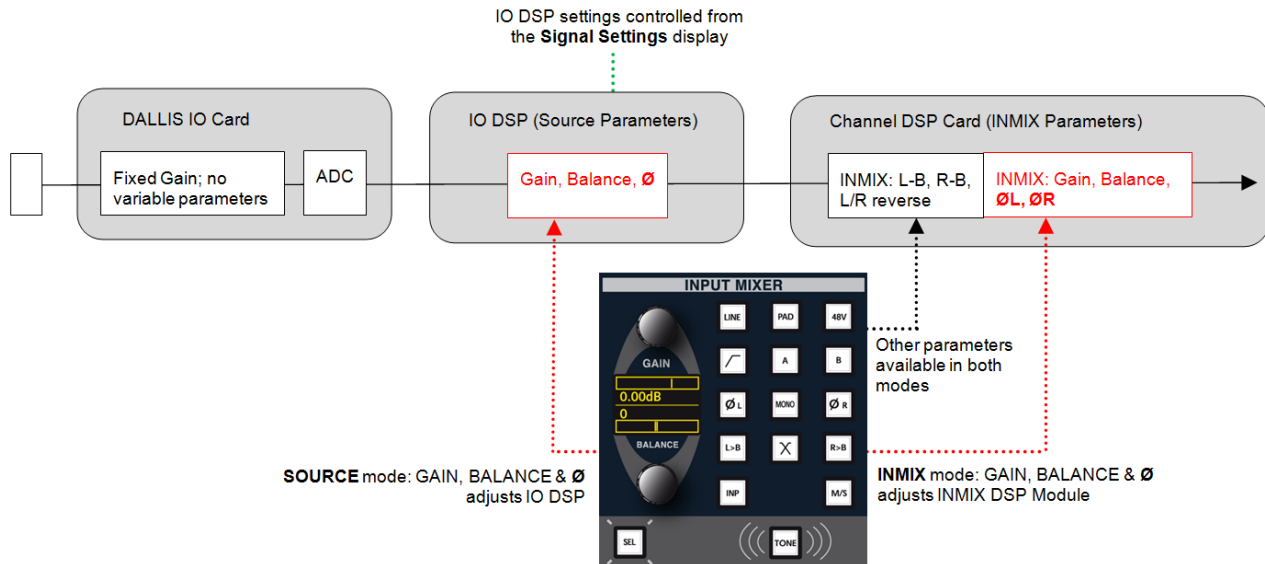 IO DSP settings controlled from
the Signal Settings display
DALLIS IO Card
Fixed Gain; no
variable parameters
ADC
IO DSP (Source Parameters)
Gain, Balance, Ø
Channel DSP Card (INMIX Parameters)
INMIX: L-B, R-B,
L/R reverse
INMIX: Gain, Balance,
ØL, ØR
INPUT MIXER
LINE
PAD
48V
GAIN
A
B
0.00dB
0
Ø L
MONO
Ø R
BALANCE
L>B
R>B
INP
M/S
SEL
TONE
Other parameters
available in both
modes
SOURCE mode: GAIN, BALANCE & Ø
adjusts IO DSP
INMIX mode: GAIN, BALANCE & Ø
adjusts INMIX DSP Module